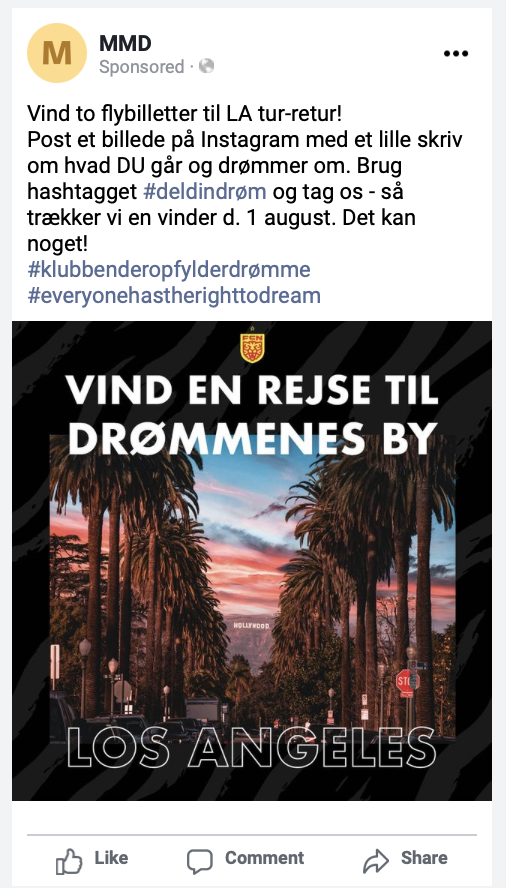 M
MMD
Sponsored ·
Vind to flybilletter til LA tur-retur!
Post et billede på Instagram med et lille skriv
om hvad DU går og drømmer om. Brug
hashtagget #deldindrøm og tag os - så
trækker vi en vinder d. 1 august. Det kan
noget!
#klubbenderopfylderdrømme
#everyonehastherighttodream
FCN
VIND EN REJSE TIL
DRØMMENES BY
HOLLYWOOD
LOS ANGELES
Like
Comment
Share